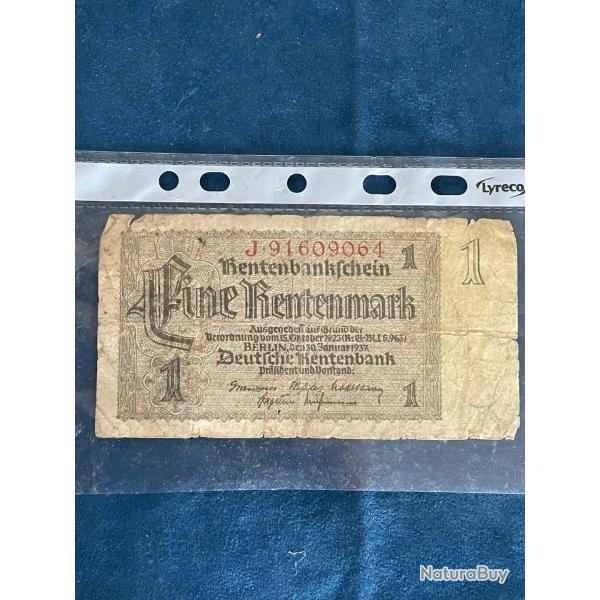 Lyreco
J·91609064
1
1
Rentenbankschein
Eine Rentenmark
Ausgegeben auf Grund der
Verordnung vom 15. Oktober 1923 (R.-G.-Bl. I S. 963)
BERLIN, den 30. Januar 1937
Deutsche Rentenbank
Präsident und Vorstand:
1
1
NaturaBuy